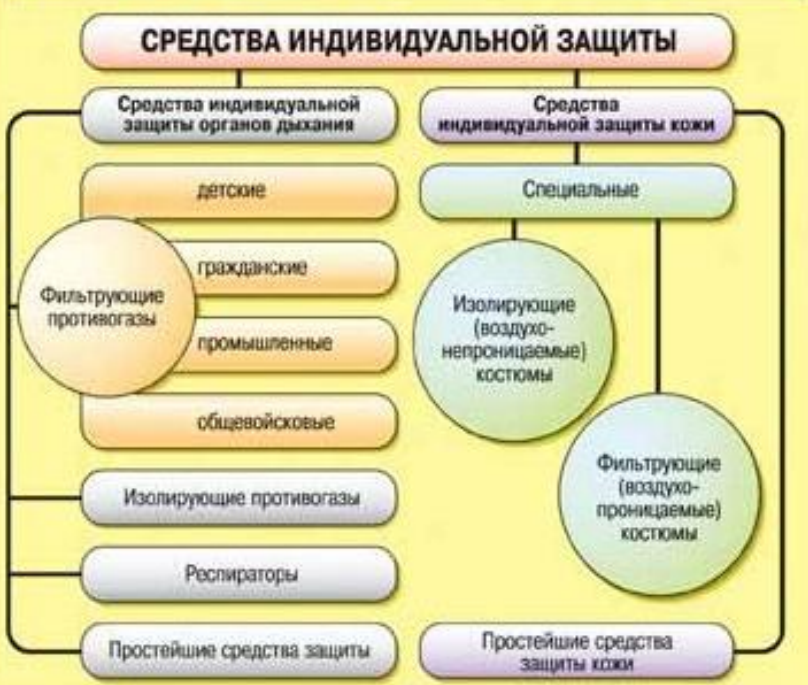 СРЕДСТВА ИНДИВИДУАЛЬНОЙ ЗАЩИТЫ
Средства индивидуальной
защиты органов дыхания
детские
Фильтрующие
противогазы
гражданские
промышленные
общевойсковые
Изолирующие противогазы
Респираторы
Простейшие средства защиты
Средства
индивидуальной защиты кожи
Специальные
Изолирующие
(воздухо-
непроницаемые)
костюмы
Фильтрующие
(воздухо-
проницаемые)
костюмы
Простейшие средства
защиты кожи